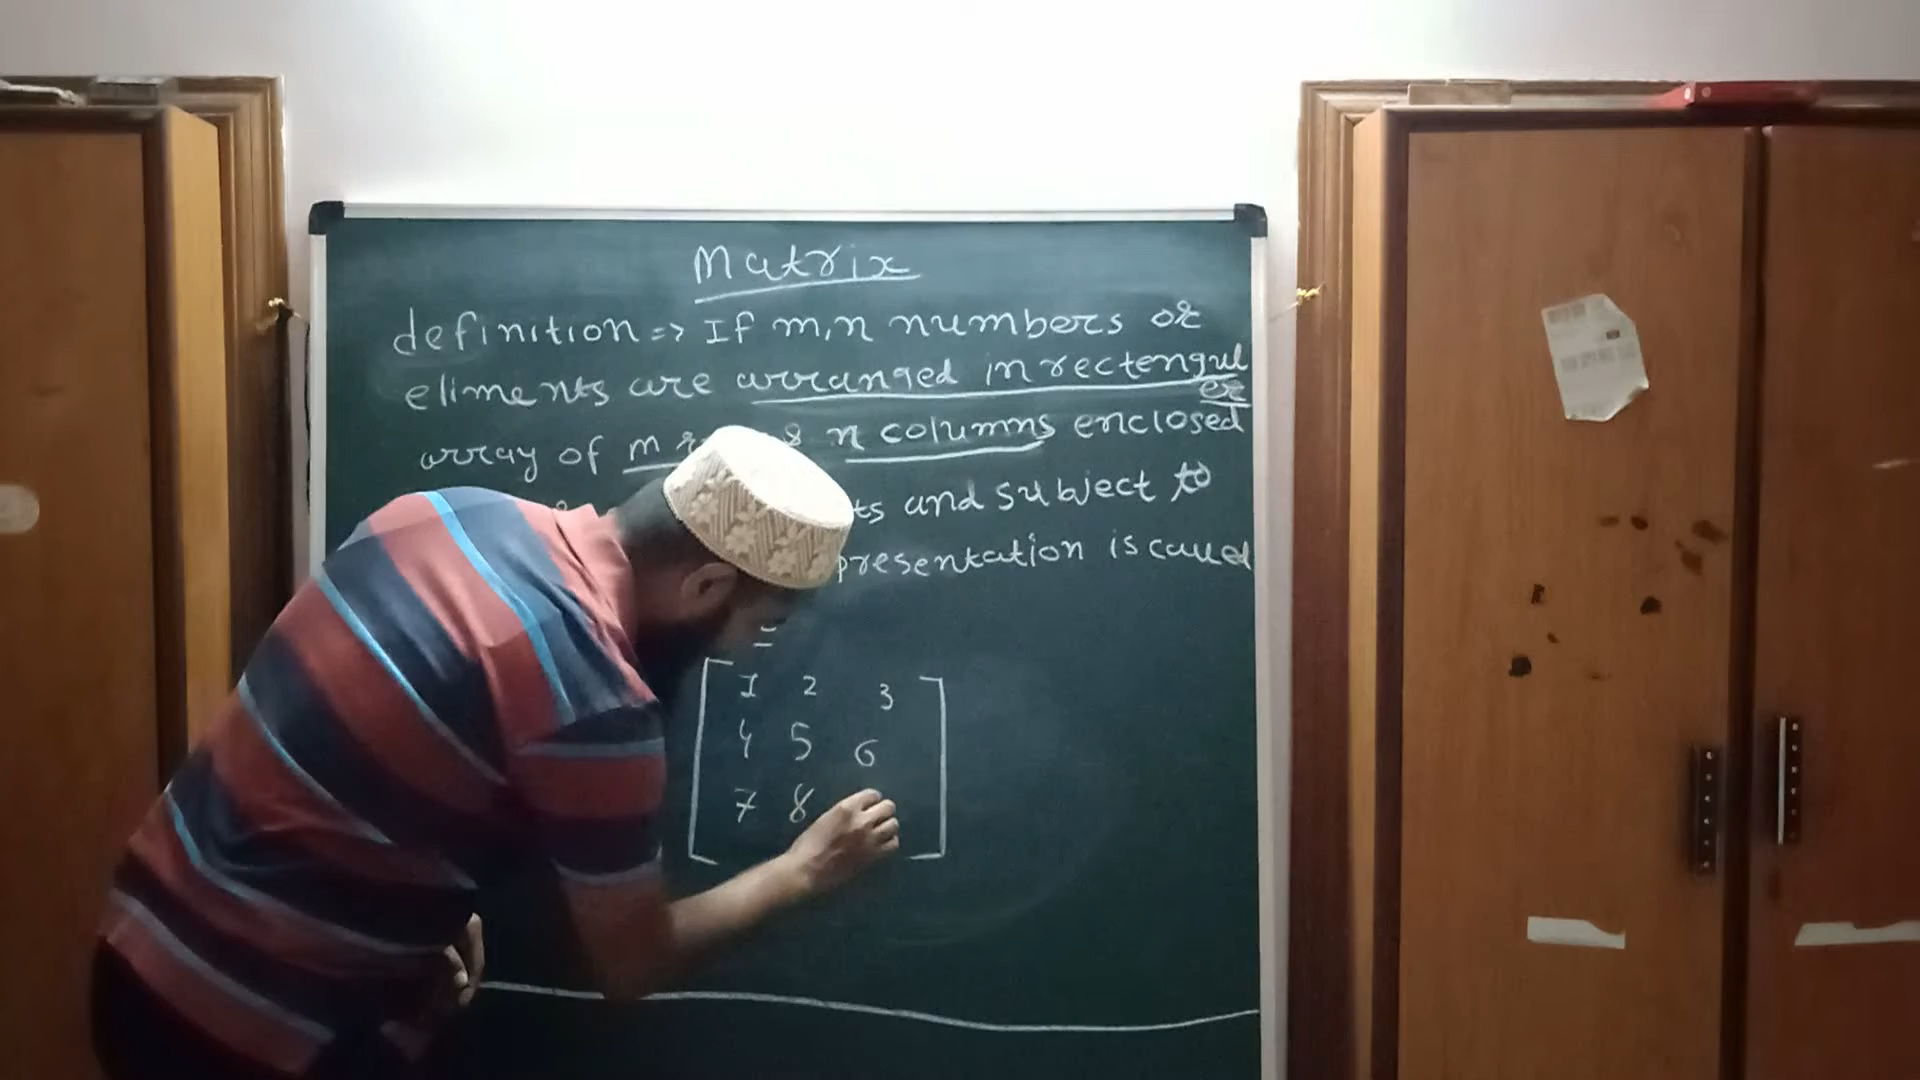 Matrix
definition => If m,n numbers or
eliments are arranged in rectengul
er
array of m & n columns enclosed
ts and subject to
presentation is called
=
1 2 3
4 5 6
7 8